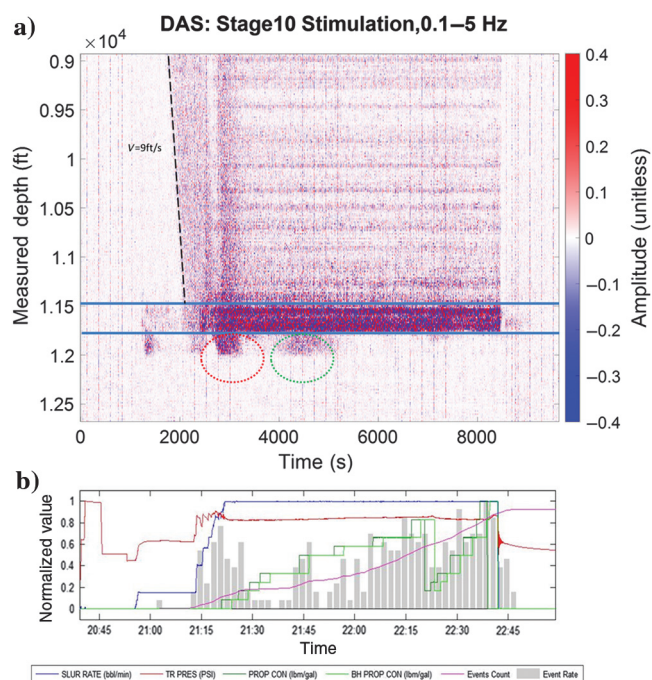 a)
DAS: Stage10 Stimulation,0.1–5 Hz
×10⁴
0.9
0.95
1
1.05
1.1
1.15
1.2
1.25
Measured depth (ft)
V=9ft/s
0
2000
4000
6000
8000
Time (s)
0.4
0.3
0.2
0.1
0
−0.1
−0.2
−0.3
−0.4
Amplitude (unitless)
b)
1
0.8
0.6
0.4
0.2
0
Normalized value
20:45
21:00
21:15
21:30
21:45
22:00
22:15
22:30
22:45
Time
SLUR RATE (bbl/min)
TR PRES (PSI)
PROP CON (lbm/gal)
BH PROP CON (lbm/gal)
Events Count
Event Rate